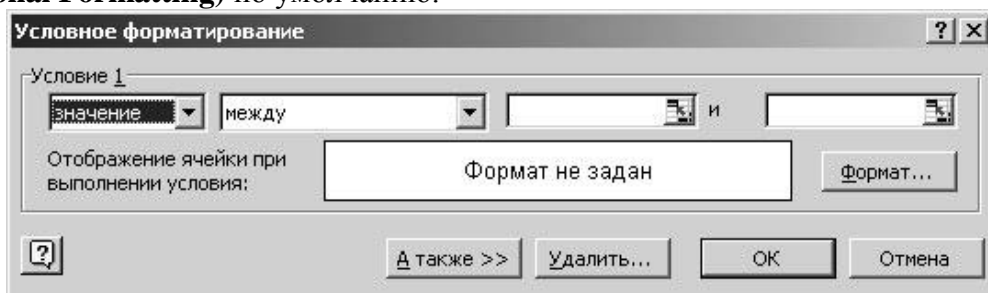 onal Formatting) по умолчанию.
Условное форматирование
Условие 1
значение между и
Отображение ячейки при
выполнении условия:
Формат не задан
Формат...
А также >> Удалить... ОК Отмена